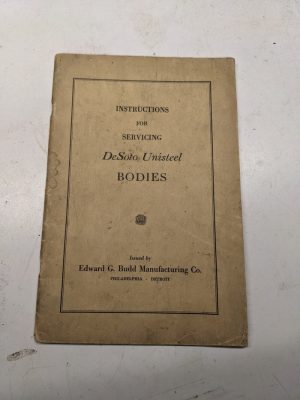 INSTRUCTIONS
FOR
SERVICING
DeSoto Unisteel
BODIES
Issued by
Edward G. Budd Manufacturing Co.
PHILADELPHIA - DETROIT